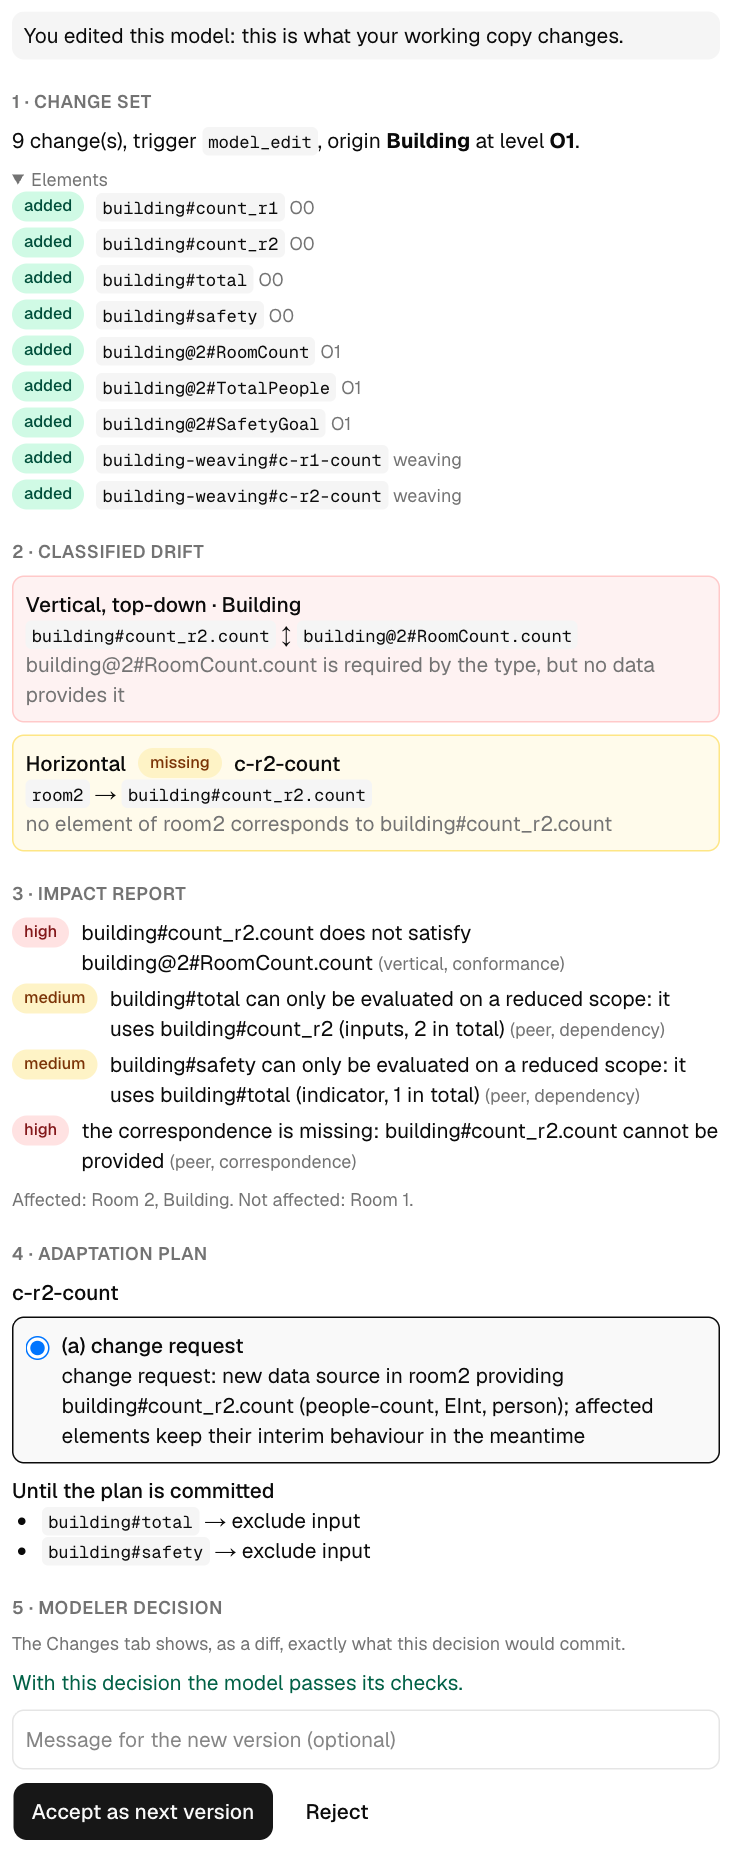 You edited this model: this is what your working copy changes.
1 · CHANGE SET
9 change(s), trigger model_edit, origin Building at level O1.
▼ Elements
added building#count_r1 O0
added building#count_r2 O0
added building#total O0
added building#safety O0
added building@2#RoomCount O1
added building@2#TotalPeople O1
added building@2#SafetyGoal O1
added building-weaving#c-r1-count weaving
added building-weaving#c-r2-count weaving
2 · CLASSIFIED DRIFT
Vertical, top-down · Building
building#count_r2.count ↕ building@2#RoomCount.count
building@2#RoomCount.count is required by the type, but no data
provides it
Horizontal missing c-r2-count
room2 → building#count_r2.count
no element of room2 corresponds to building#count_r2.count
3 · IMPACT REPORT
high building#count_r2.count does not satisfy
building@2#RoomCount.count (vertical, conformance)
medium building#total can only be evaluated on a reduced scope: it
uses building#count_r2 (inputs, 2 in total) (peer, dependency)
medium building#safety can only be evaluated on a reduced scope: it
uses building#total (indicator, 1 in total) (peer, dependency)
high the correspondence is missing: building#count_r2.count cannot be
provided (peer, correspondence)
Affected: Room 2, Building. Not affected: Room 1.
4 · ADAPTATION PLAN
c-r2-count
(a) change request
change request: new data source in room2 providing
building#count_r2.count (people-count, EInt, person); affected
elements keep their interim behaviour in the meantime
Until the plan is committed
• building#total → exclude input
• building#safety → exclude input
5 · MODELER DECISION
The Changes tab shows, as a diff, exactly what this decision would commit.
With this decision the model passes its checks.
Message for the new version (optional)
Accept as next version Reject